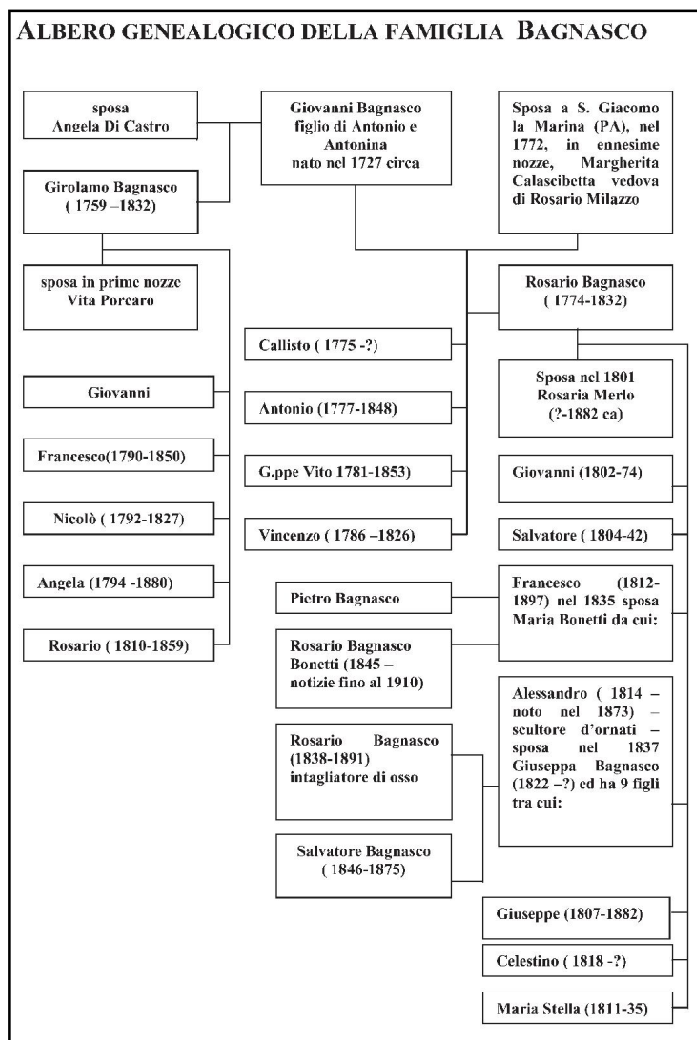 ALBERO GENEALOGICO DELLA FAMIGLIA BAGNASCO
sposa
Angela Di Castro
Giovanni Bagnasco
figlio di Antonio e
Antonina
nato nel 1727 circa
Sposa a S. Giacomo
la Marina (PA), nel
1772, in ennesime
nozze, Margherita
Calascibetta vedova
di Rosario Milazzo
Girolamo Bagnasco
( 1759 –1832)
sposa in prime nozze
Vita Porcaro
Rosario Bagnasco
( 1774-1832)
Callisto ( 1775 -?)
Sposa nel 1801
Rosaria Merlo
(?-1882 ca)
Giovanni
Antonio (1777-1848)
Francesco(1790-1850)
G.ppe Vito 1781-1853)
Giovanni (1802-74)
Nicolò (1792-1827)
Vincenzo ( 1786 –1826)
Salvatore ( 1804-42)
Angela (1794 -1880)
Pietro Bagnasco
Francesco (1812-
1897) nel 1835 sposa
Maria Bonetti da cui:
Rosario ( 1810-1859)
Rosario Bagnasco
Bonetti (1845 –
notizie fino al 1910)
Alessandro ( 1814 –
noto nel 1873) –
scultore d'ornati –
sposa nel 1837
Giuseppa Bagnasco
(1822 –?) ed ha 9 figli
tra cui:
Rosario Bagnasco
(1838-1891)
intagliatore di osso
Salvatore Bagnasco
( 1846-1875)
Giuseppe (1807-1882)
Celestino ( 1818 -?)
Maria Stella (1811-35)